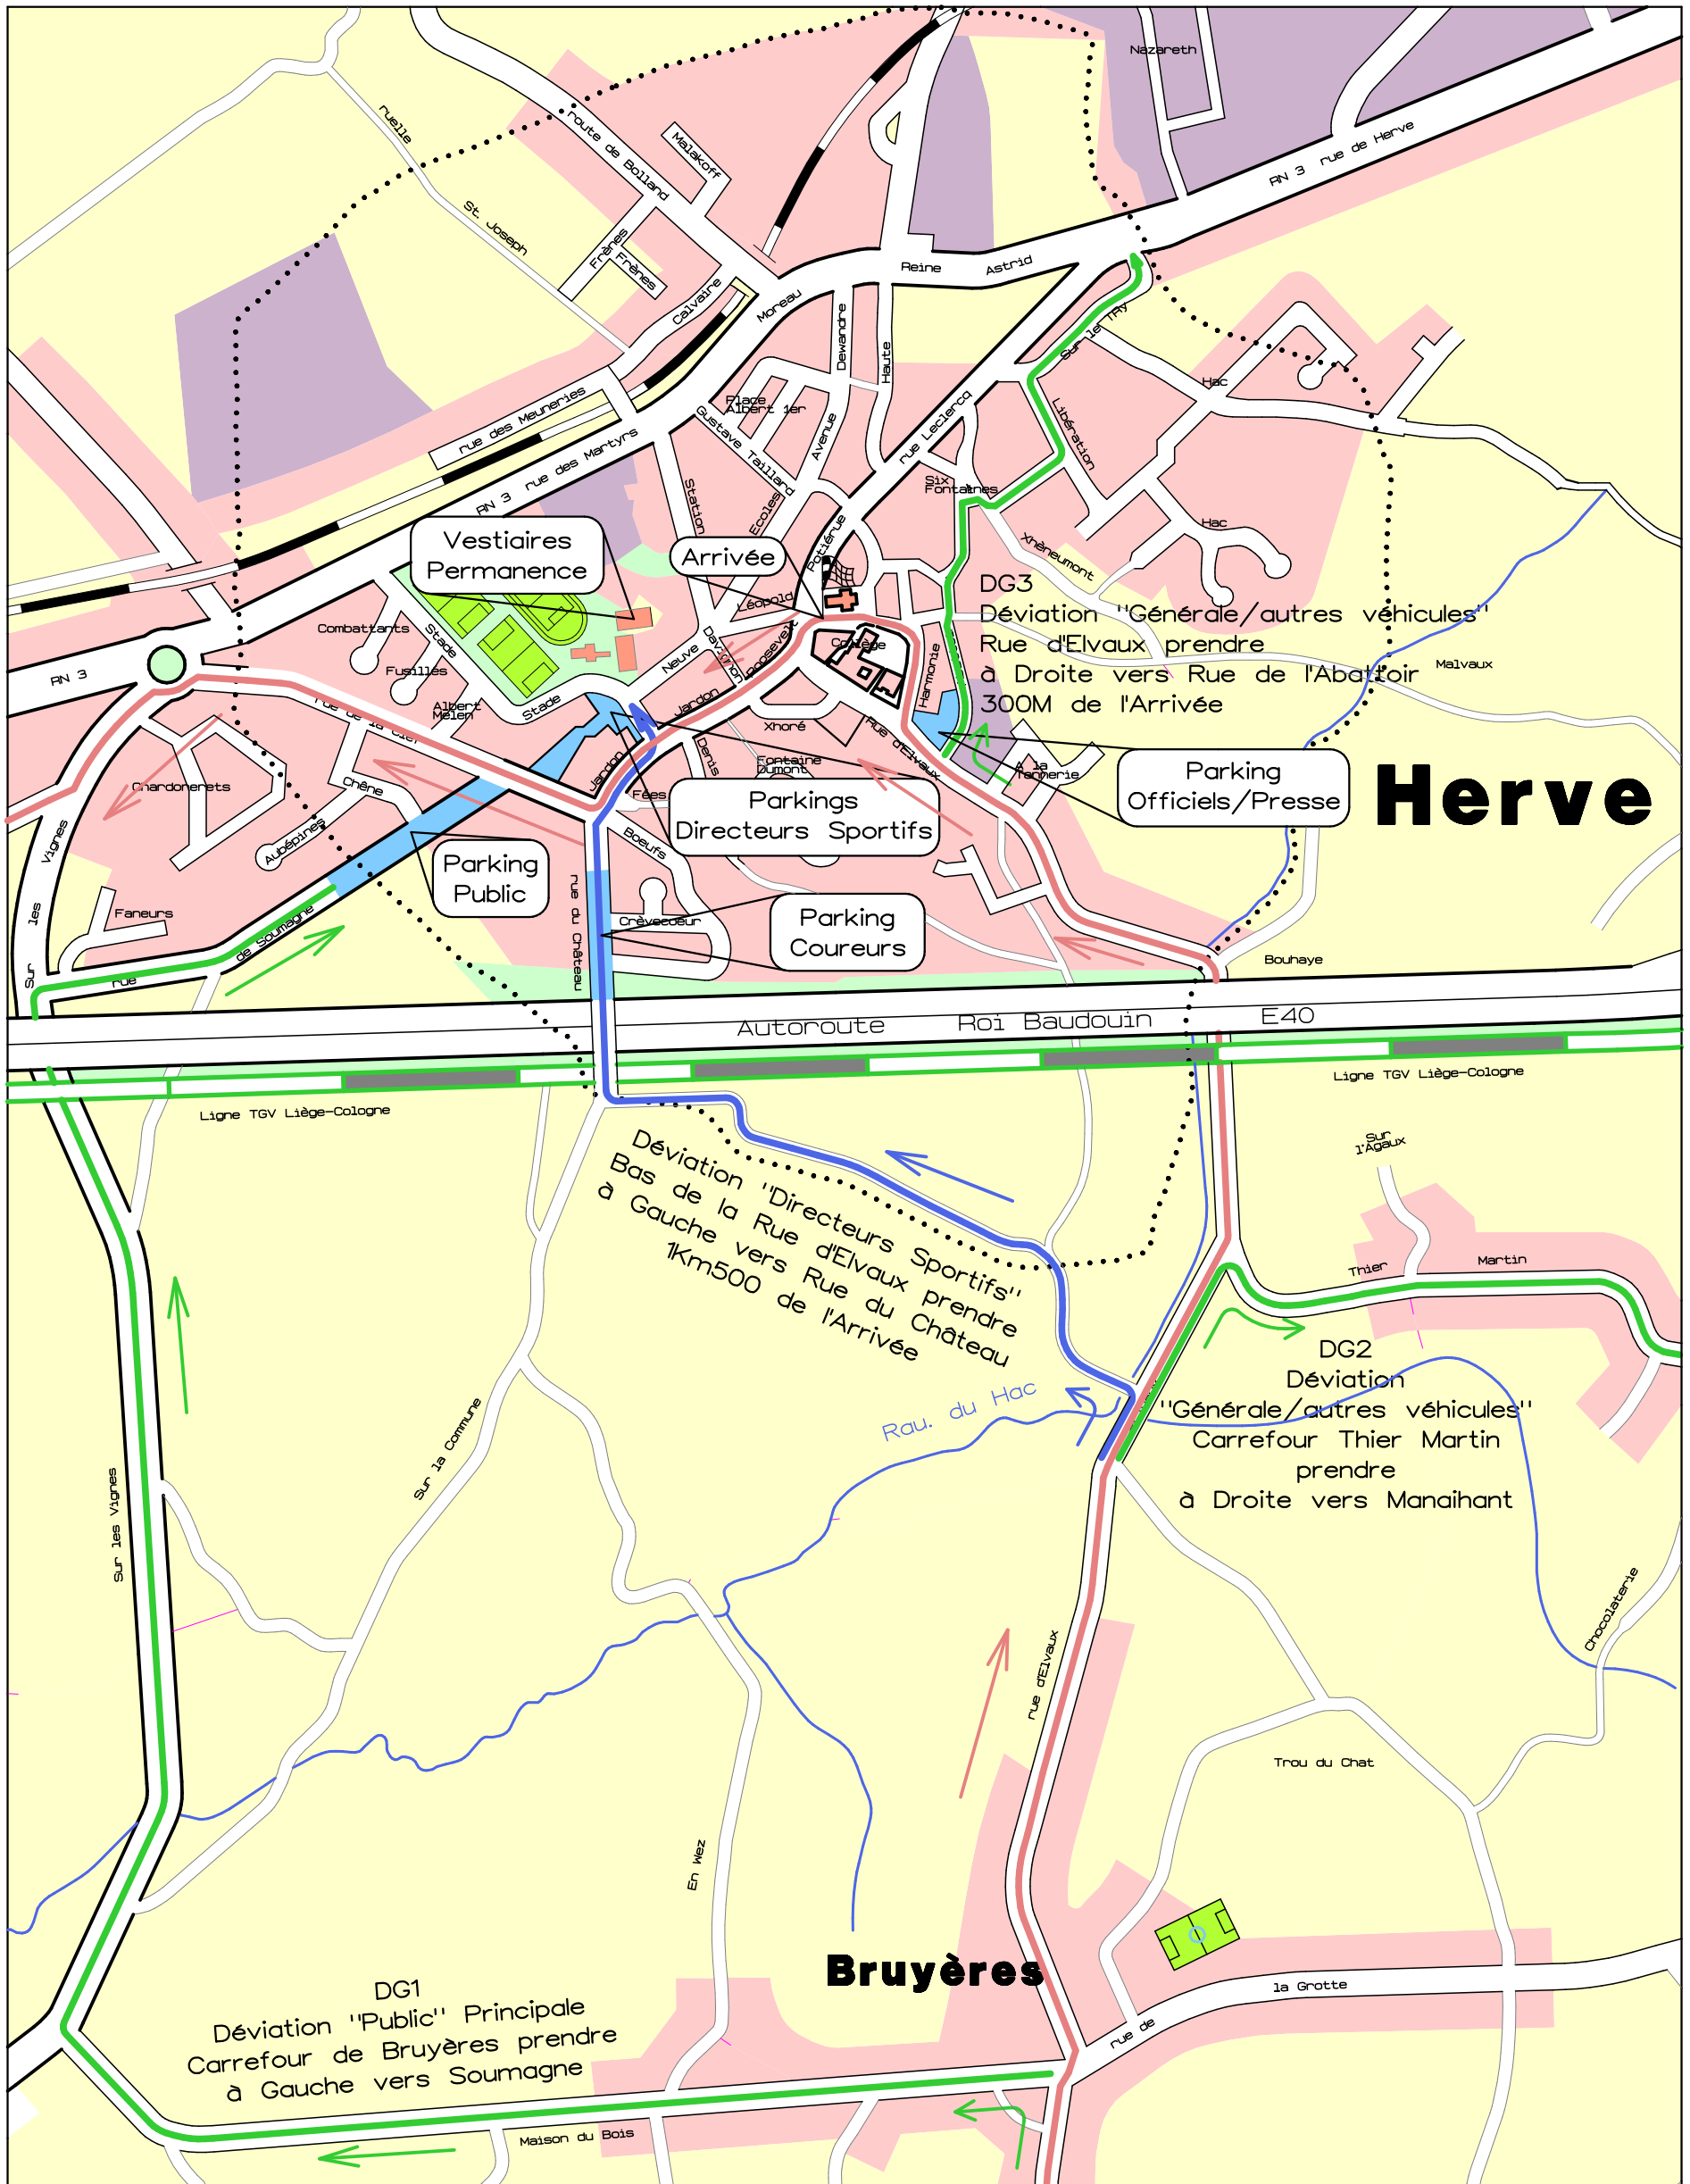 Nazareth
RN 3 rue de Herve
ruelle
St. Joseph
route de Bolland
Malakoff
Frênes
Frênes
Calvaire
Moreau
Reine Astrid
Dewandre
Haute
Sur le TRy
Hac
Libération
rue des Meuneries
RN 3 rue des Martyrs
Place
Albert 1er
Gustave Taillard
Avenue
Ecoles
rue Leclercq
Station
Six
Fontaines
Hac
Xhèneumont
Potiérue
Vestiaires
Permanence
Arrivée
DG3
Déviation "Générale/autres véhicules"
Rue d'Elvaux prendre
à Droite vers Rue de l'Abattoir
300M de l'Arrivée
Malvaux
Combattants
Stade
Fusillés
Léopold
Neuve
Davignon
Roosevelt
Collège
Harmonie
RN 3
Albert
Melen
Stade
Jardon
Xhoré
Rue d'Elvaux
rue de la Clef
Denis
Fontaine
Dumont
A la
Tannerie
Parking
Officiels/Presse
Herve
Chardonerets
Chêne
Jardon
Fées
Parkings
Directeurs Sportifs
Aubépines
Boeufs
Vignes
les
Sur
Parking
Public
Parking
Coureurs
Faneurs
rue de Soumagne
rue du Château
Crèvecoeur
Bouhaye
Autoroute Roi Baudouin E40
Ligne TGV Liège-Cologne
Ligne TGV Liège-Cologne
Sur
l'Agaux
Déviation "Directeurs Sportifs"
Bas de la Rue d'Elvaux prendre
à Gauche vers Rue du Château
1Km500 de l'Arrivée
Thier Martin
DG2
Déviation
"Générale/autres véhicules"
Carrefour Thier Martin
prendre
à Droite vers Manaihant
Rau. du Hac
Sur la Commune
Sur les Vignes
Chocolaterie
rue d'Elvaux
Trou du Chat
En Wez
Bruyères
rue de la Grotte
DG1
Déviation "Public" Principale
Carrefour de Bruyères prendre
à Gauche vers Soumagne
Maison du Bois